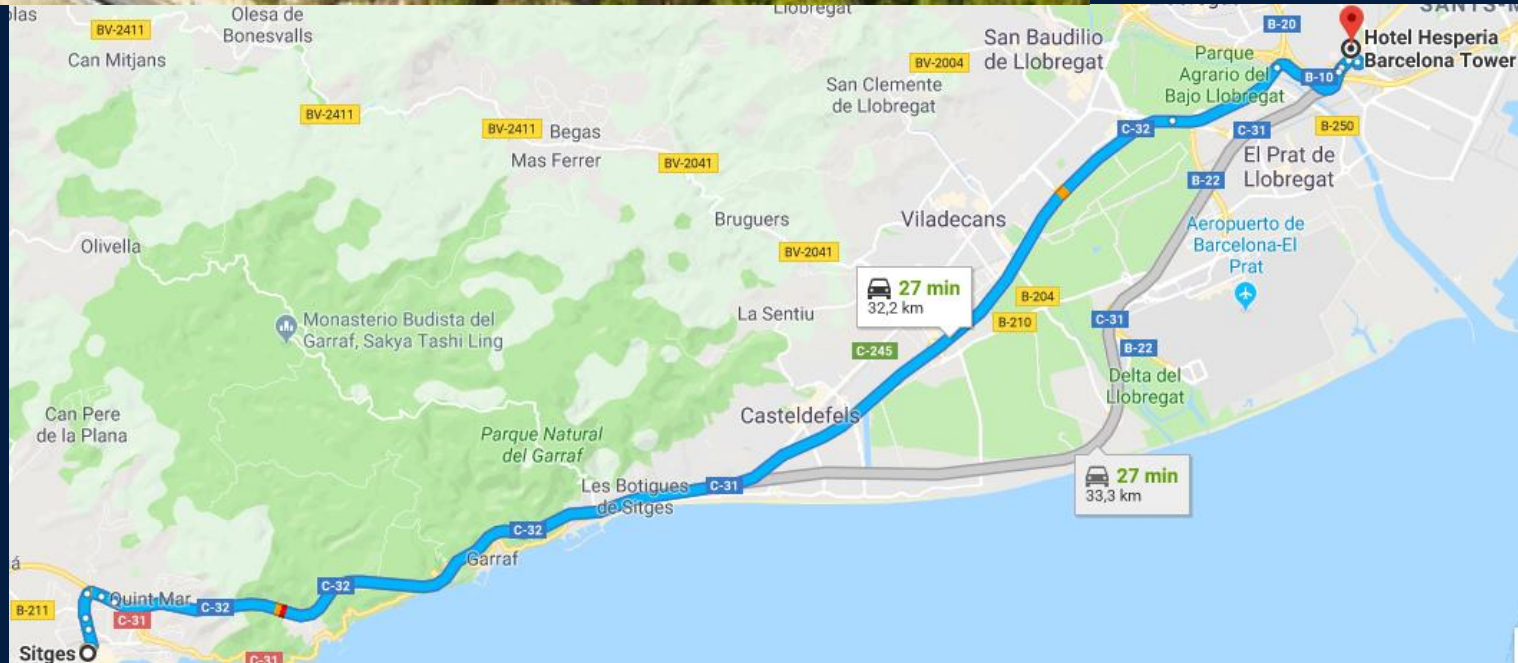 Olesa de
Bonesvalls
Llobregat
BV-2411
Can Mitjans
San Baudilio
de Llobregat
B-20
Hotel Hesperia
Barcelona Tower
BV-2004
Parque
Agrario del
Bajo Llobregat
B-10
San Clemente
de Llobregat
BV-2411
BV-2411
Begas
Mas Ferrer
C-32
C-31
B-250
El Prat de
Llobregat
BV-2041
B-22
Bruguers
Viladecans
Olivella
BV-2041
Aeropuerto de
Barcelona-El
Prat
27 min
32,2 km
B-204
La Sentiu
B-210
Monasterio Budista del
Garraf, Sakya Tashi Ling
C-31
C-245
B-22
Delta del
Llobregat
Can Pere
de la Plana
Casteldefels
Parque Natural
del Garraf
Les Botigues
de Sitges
C-31
27 min
33,3 km
C-32
Garraf
C-32
Quint Mar
C-32
B-211
C-31
Sitges
C-31